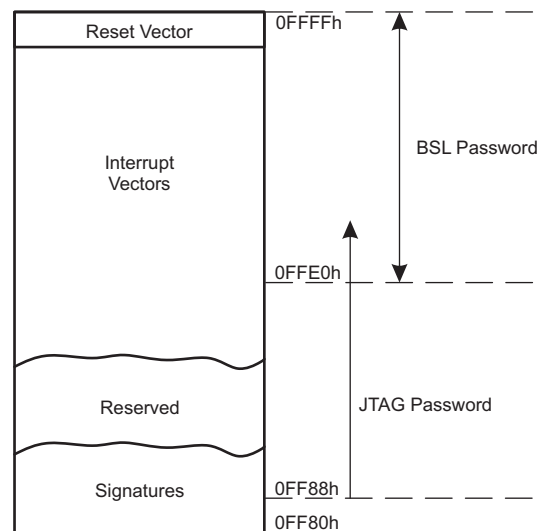 Reset Vector
0FFFFh
BSL Password
Interrupt
Vectors
0FFE0h
Reserved
JTAG Password
Signatures
0FF88h
0FF80h